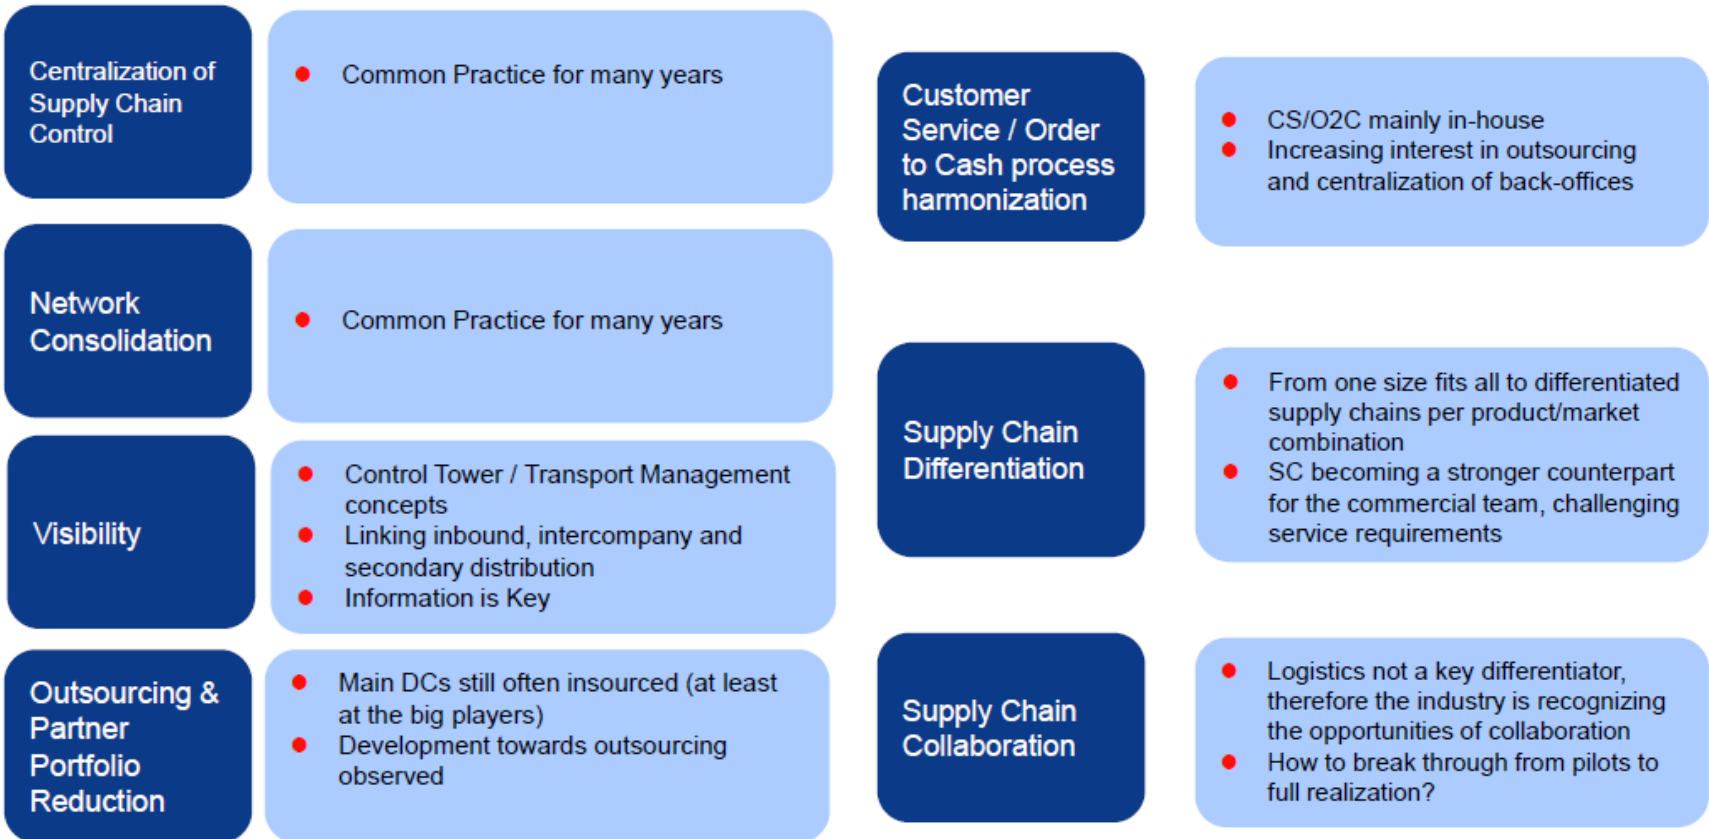 Centralization of
Supply Chain
Control
Common Practice for many years
Network
Consolidation
Common Practice for many years
Visibility
Control Tower / Transport Management
concepts
Linking inbound, intercompany and
secondary distribution
Information is Key
Outsourcing &
Partner
Portfolio
Reduction
Main DCs still often insourced (at least
at the big players)
Development towards outsourcing
observed
Customer
Service / Order
to Cash process
harmonization
CS/O2C mainly in-house
Increasing interest in outsourcing
and centralization of back-offices
Supply Chain
Differentiation
From one size fits all to differentiated
supply chains per product/market
combination
SC becoming a stronger counterpart
for the commercial team, challenging
service requirements
Supply Chain
Collaboration
Logistics not a key differentiator,
therefore the industry is recognizing
the opportunities of collaboration
How to break through from pilots to
full realization?